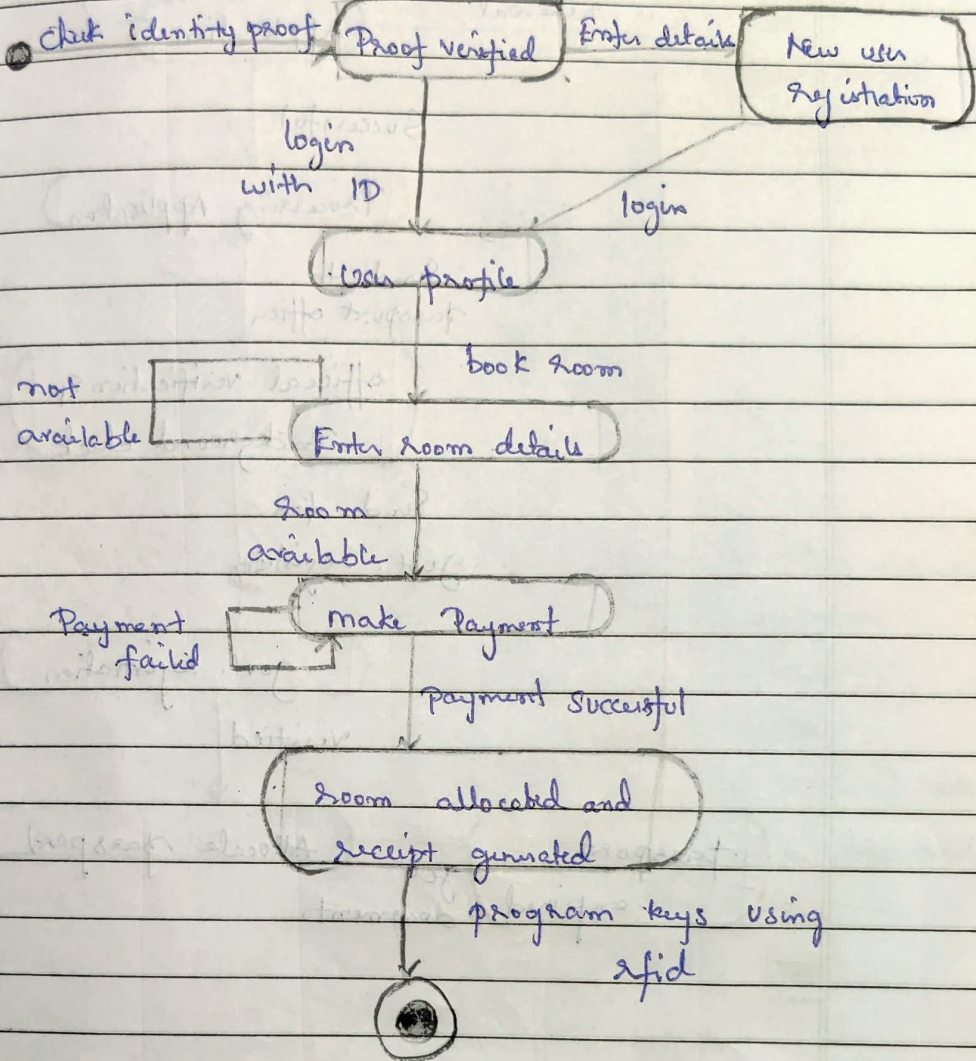 Check identity proof
Proof verified
Enter details
New user
registration
login
with ID
login
User profile
book room
not
available
Enter room details
room
available
Payment
failid
make Payment
payment successful
room allocated and
receipt generated
program keys using
rfid